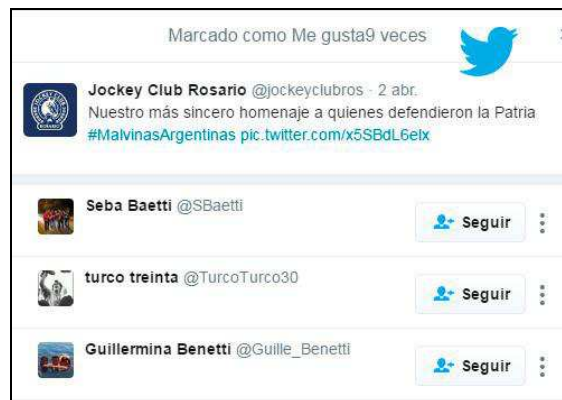 Marcado como Me gusta9 veces
Jockey Club Rosario @jockeyclubros · 2 abr.
Nuestro más sincero homenaje a quienes defendieron la Patria
#MalvinasArgentinas pic.twitter.com/x5SBdL6elx
Seba Baetti @SBaetti
Seguir
turco treinta @TurcoTurco30
Seguir
Guillermina Benetti @Guille_Benetti
Seguir